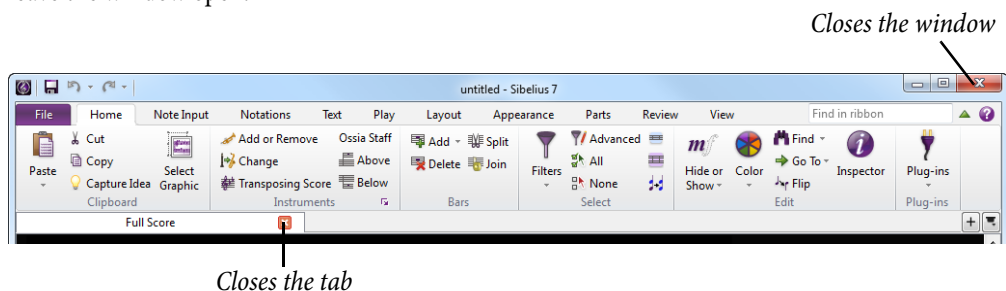 Closes the window
untitled - Sibelius 7
File Home Note Input Notations Text Play Layout Appearance Parts Review View Find in ribbon
Cut Add or Remove Ossia Staff Add Split Advanced Find
Paste Copy Select Graphic Change Above Delete Join Filters All Hide or Show Color Go To Inspector Plug-ins
Capture Idea Transposing Score Below None Flip
Clipboard Instruments Bars Select Edit Plug-ins
Full Score
Closes the tab